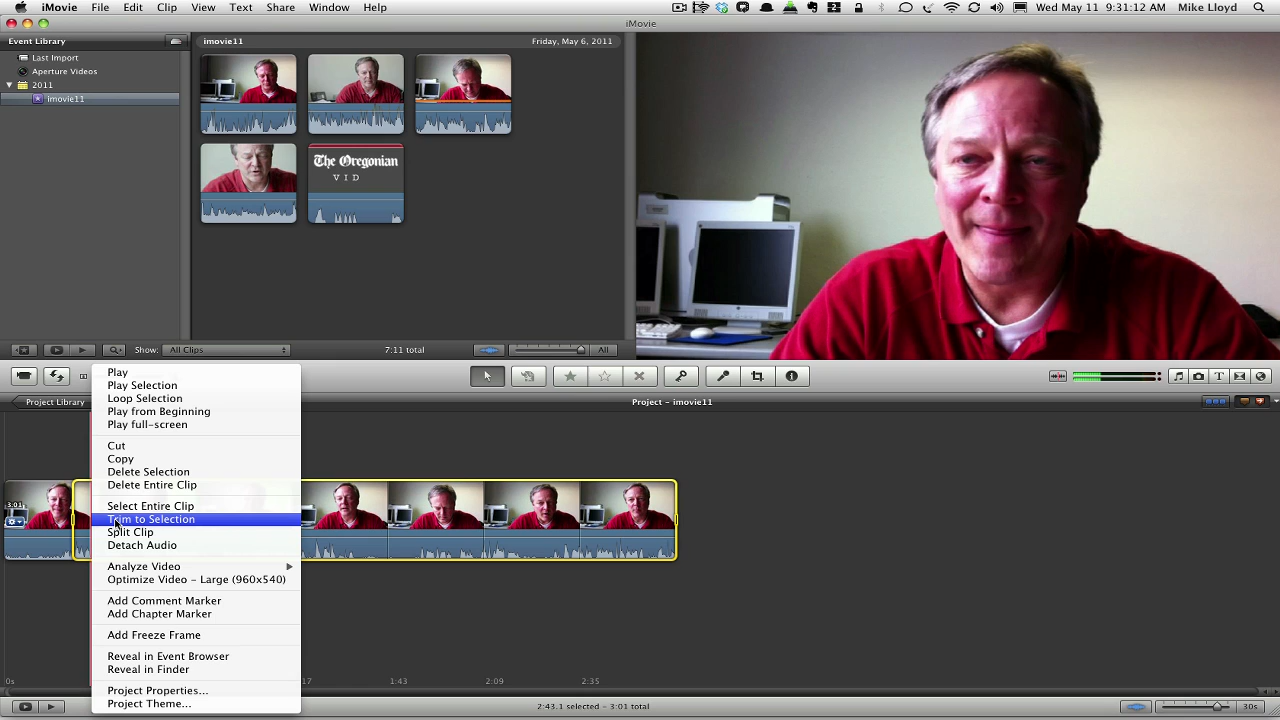 iMovie File Edit Clip View Text Share Window Help Wed May 11 9:31:12 AM Mike Lloyd
iMovie
Event Library
imovie11 Friday, May 6, 2011
Last Import
Aperture Videos
2011
imovie11
The Oregonian
VID
Show: All Clips 7:11 total All
Project Library
Project - imovie11
Play
Play Selection
Loop Selection
Play from Beginning
Play full-screen
Cut
Copy
Delete Selection
Delete Entire Clip
Select Entire Clip
Trim to Selection
Split Clip
Detach Audio
Analyze Video
Optimize Video - Large (960x540)
Add Comment Marker
Add Chapter Marker
Add Freeze Frame
Reveal in Event Browser
Reveal in Finder
Project Properties...
Project Theme...
3:01
0s 17 1:43 2:09 2:35
2:43.1 selected - 3:01 total 30s